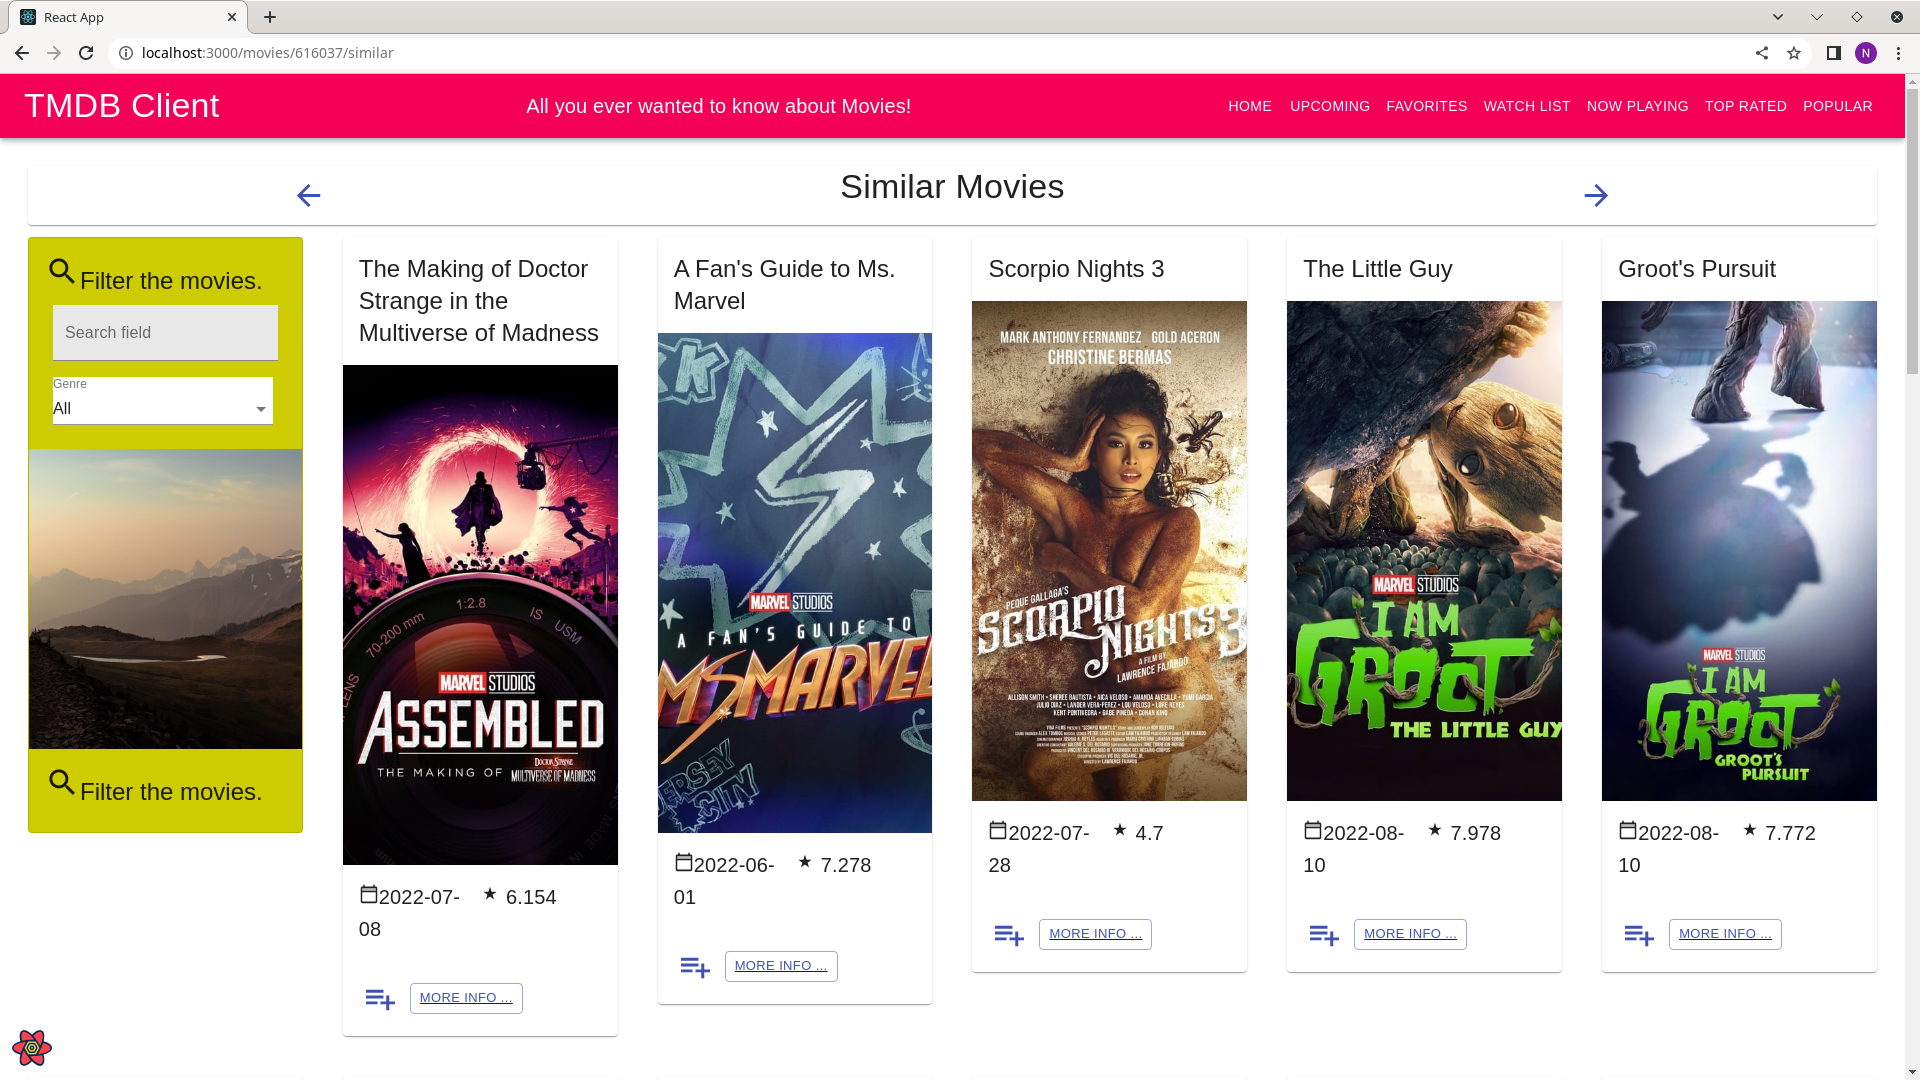 React App
localhost:3000/movies/616037/similar
N
TMDB Client
All you ever wanted to know about Movies!
HOME
UPCOMING
FAVORITES
WATCH LIST
NOW PLAYING
TOP RATED
POPULAR
Similar Movies
Filter the movies.
Search field
Genre
All
Filter the movies.
The Making of Doctor
Strange in the
Multiverse of Madness
1:2.8
IS
USM
70-200 mm
LENS
MARVEL STUDIOS
ASSEMBLED
THE MAKING OF
DOCTOR STRANGE
MULTIVERSE OF MADNESS
2022-07-
08
6.154
MORE INFO ...
A Fan's Guide to Ms.
Marvel
MARVEL STUDIOS
A FAN'S GUIDE TO
MS MARVEL
JERSEY
CITY
2022-06-
01
7.278
MORE INFO ...
Scorpio Nights 3
MARK ANTHONY FERNANDEZ GOLD ACERON
CHRISTINE BERMAS
PEQUE GALLAGA'S
SCORPIO
NIGHTS 3
A FILM BY
LAWRENCE FAJARDO
2022-07-
28
4.7
MORE INFO ...
The Little Guy
MARVEL STUDIOS
I AM
GROOT
THE LITTLE GUY
2022-08-
10
7.978
MORE INFO ...
Groot's Pursuit
MARVEL STUDIOS
I AM
GROOT
GROOT'S
PURSUIT
2022-08-
10
7.772
MORE INFO ...